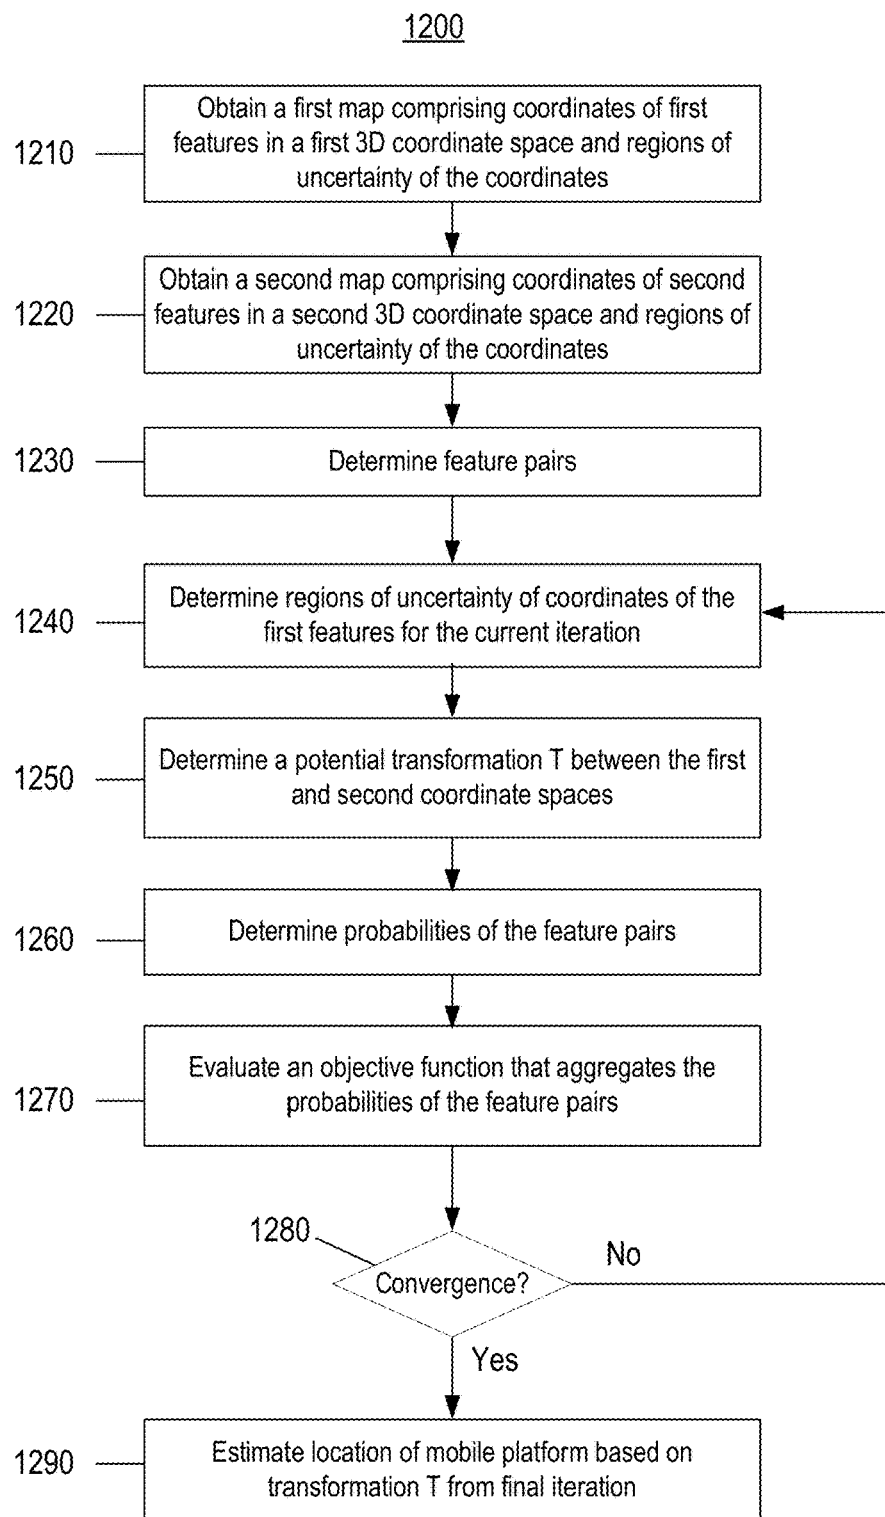 1200
1210
Obtain a first map comprising coordinates of first
features in a first 3D coordinate space and regions of
uncertainty of the coordinates
1220
Obtain a second map comprising coordinates of second
features in a second 3D coordinate space and regions of
uncertainty of the coordinates
1230
Determine feature pairs
1240
Determine regions of uncertainty of coordinates of the
first features for the current iteration
1250
Determine a potential transformation T between the first
and second coordinate spaces
1260
Determine probabilities of the feature pairs
1270
Evaluate an objective function that aggregates the
probabilities of the feature pairs
1280
Convergence?
No
Yes
1290
Estimate location of mobile platform based on
transformation T from final iteration